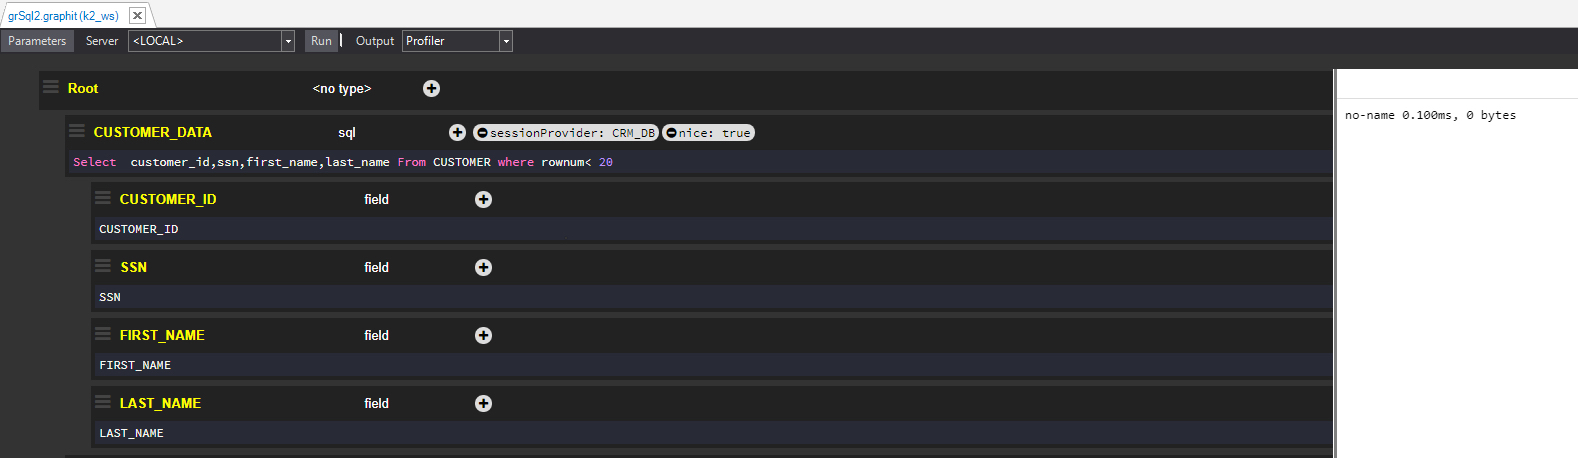 grSql2.graphit (k2_ws)
Parameters Server <LOCAL> Run Output Profiler
Root <no type>
no-name 0.100ms, 0 bytes
CUSTOMER_DATA sql sessionProvider: CRM_DB nice: true
Select customer_id,ssn,first_name,last_name From CUSTOMER where rownum< 20
CUSTOMER_ID field
CUSTOMER_ID
SSN field
SSN
FIRST_NAME field
FIRST_NAME
LAST_NAME field
LAST_NAME